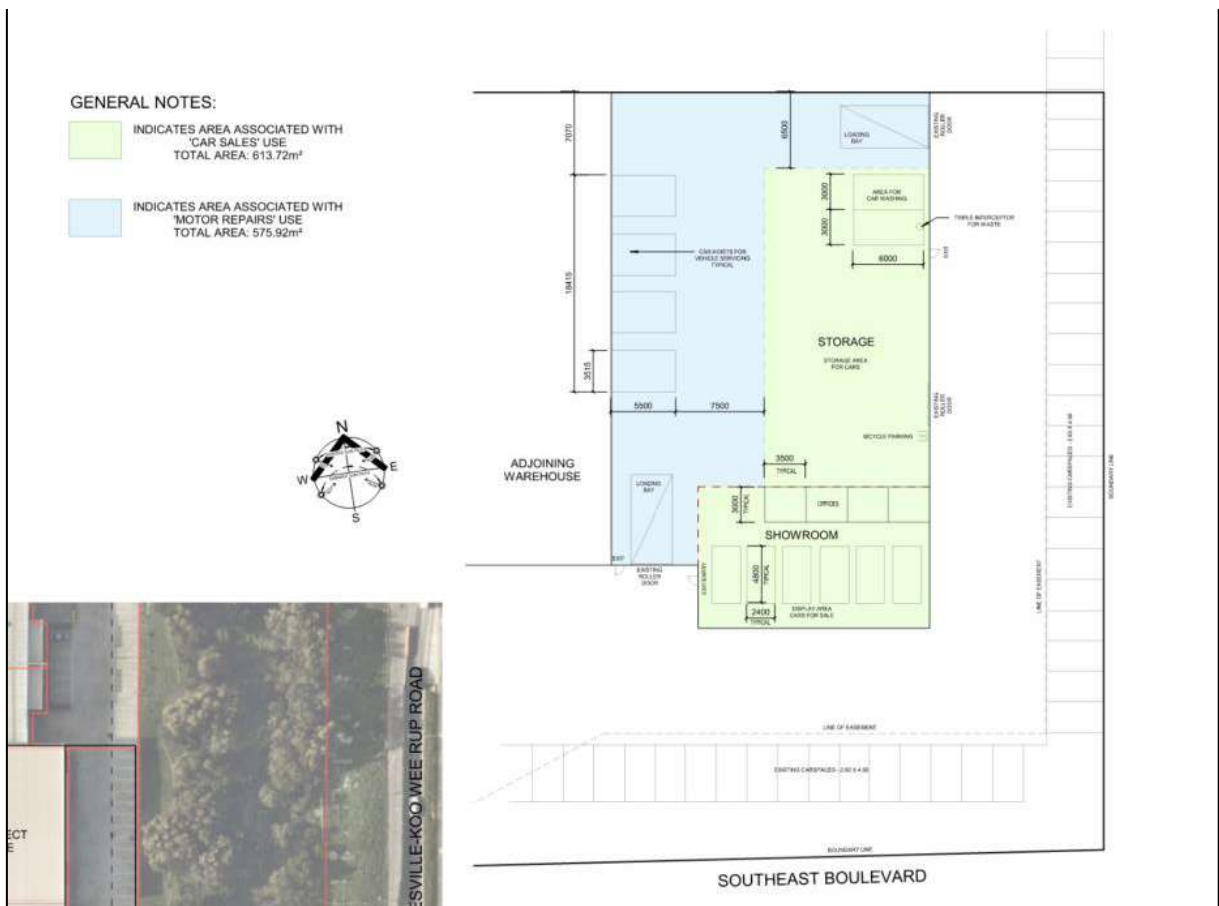 GENERAL NOTES:
INDICATES AREA ASSOCIATED WITH
'CAR SALES' USE
TOTAL AREA: 613.72m²
INDICATES AREA ASSOCIATED WITH
'MOTOR REPAIRS' USE
TOTAL AREA: 575.92m²
7070
6500
LOADING
BAY
EXISTING
ROLLER
DOOR
3000
3000
AREA FOR
CAR WASHING
TRIPLE INTERCEPTOR
FOR WASTE
EXIT
6000
CAR HOISTS FOR
VEHICLE SERVICING
TYPICAL
18415
STORAGE
STORAGE AREA
FOR CARS
3515
5500
7500
EXISTING
ROLLER
DOOR
BICYCLE PARKING
N
W
E
S
ADJOINING
WAREHOUSE
3500
TYPICAL
LOADING
BAY
3000
TYPICAL
OFFICES
SHOWROOM
EXIT
EXISTING
ROLLER
DOOR
EXIT/ENTRY
4800
TYPICAL
2400
TYPICAL
DISPLAY AREA
CARS FOR SALE
LINE OF EASEMENT
BOUNDARY LINE
LINE OF EASEMENT
BOUNDARY LINE
SOUTHEAST BOULEVARD
ESVILLE-KOO WEE RUP ROAD
ECT
E